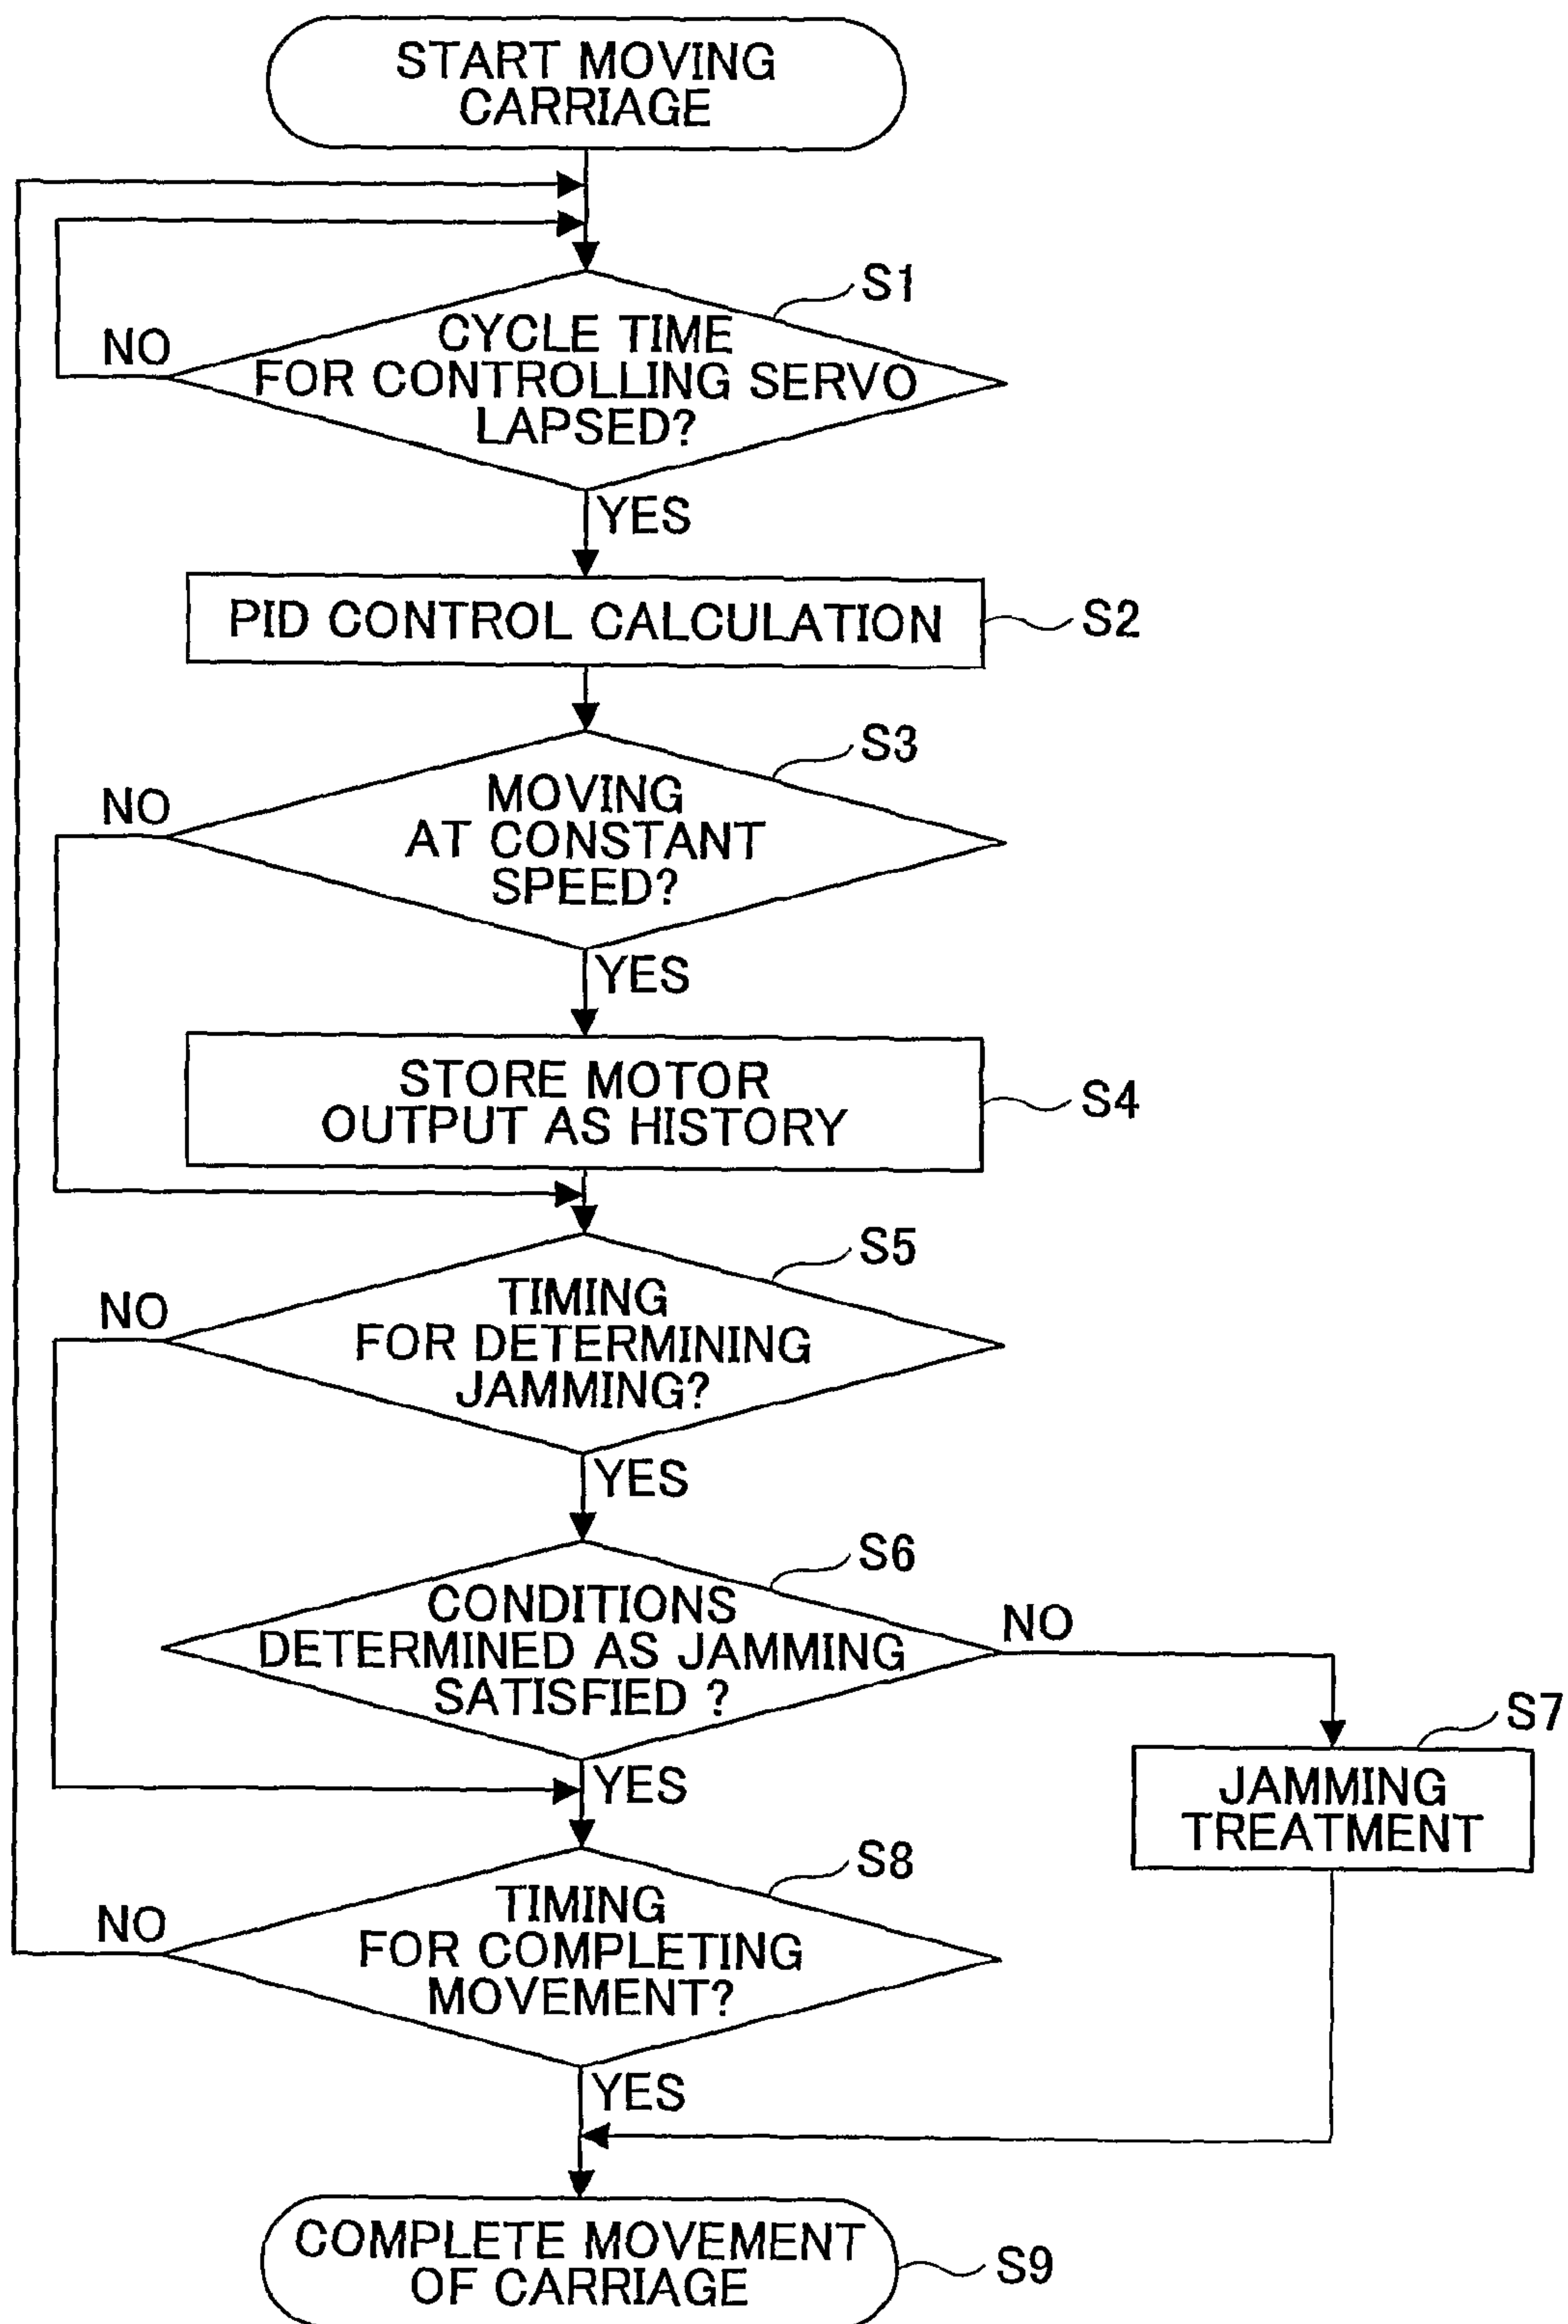 START MOVING
CARRIAGE
S1
NO
CYCLE TIME
FOR CONTROLLING SERVO
LAPSED?
YES
PID CONTROL CALCULATION
S2
S3
NO
MOVING
AT CONSTANT
SPEED?
YES
STORE MOTOR
OUTPUT AS HISTORY
S4
S5
NO
TIMING
FOR DETERMINING
JAMMING?
YES
S6
CONDITIONS
DETERMINED AS JAMMING
SATISFIED ?
NO
YES
S7
JAMMING
TREATMENT
S8
NO
TIMING
FOR COMPLETING
MOVEMENT?
YES
COMPLETE MOVEMENT
OF CARRIAGE
S9